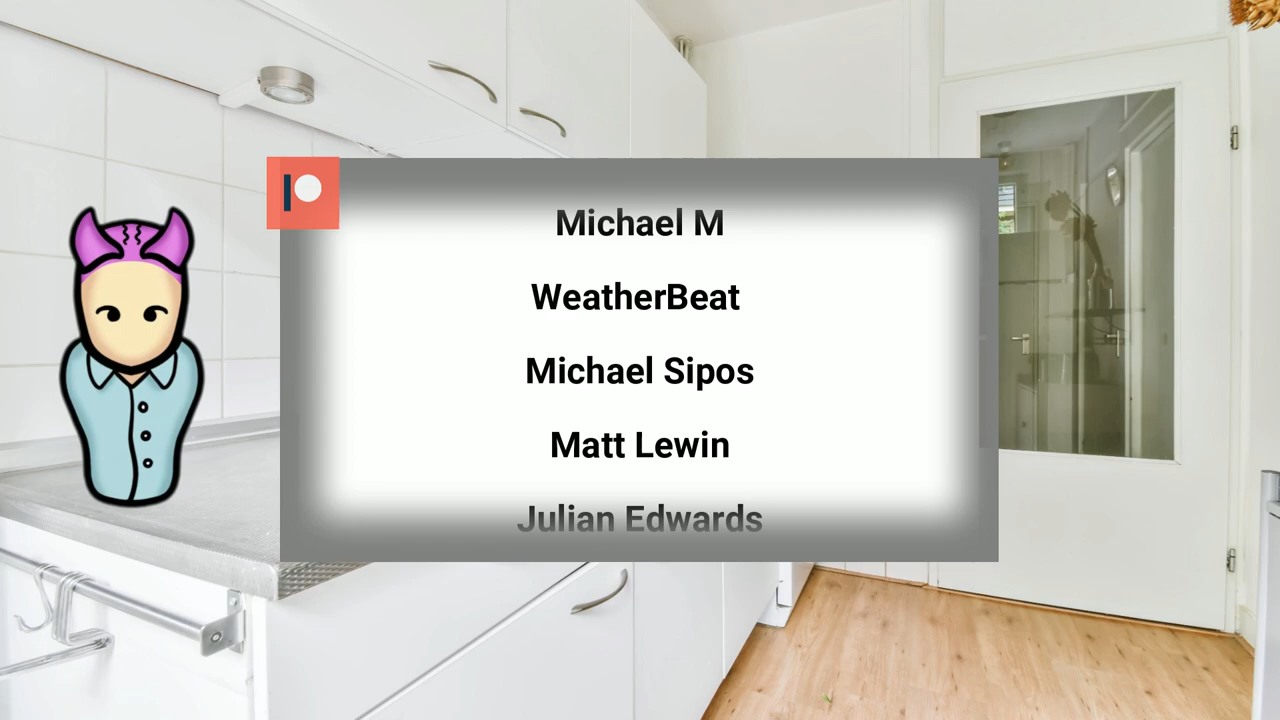 Michael M
WeatherBeat
Michael Sipos
Matt Lewin
Julian Edwards